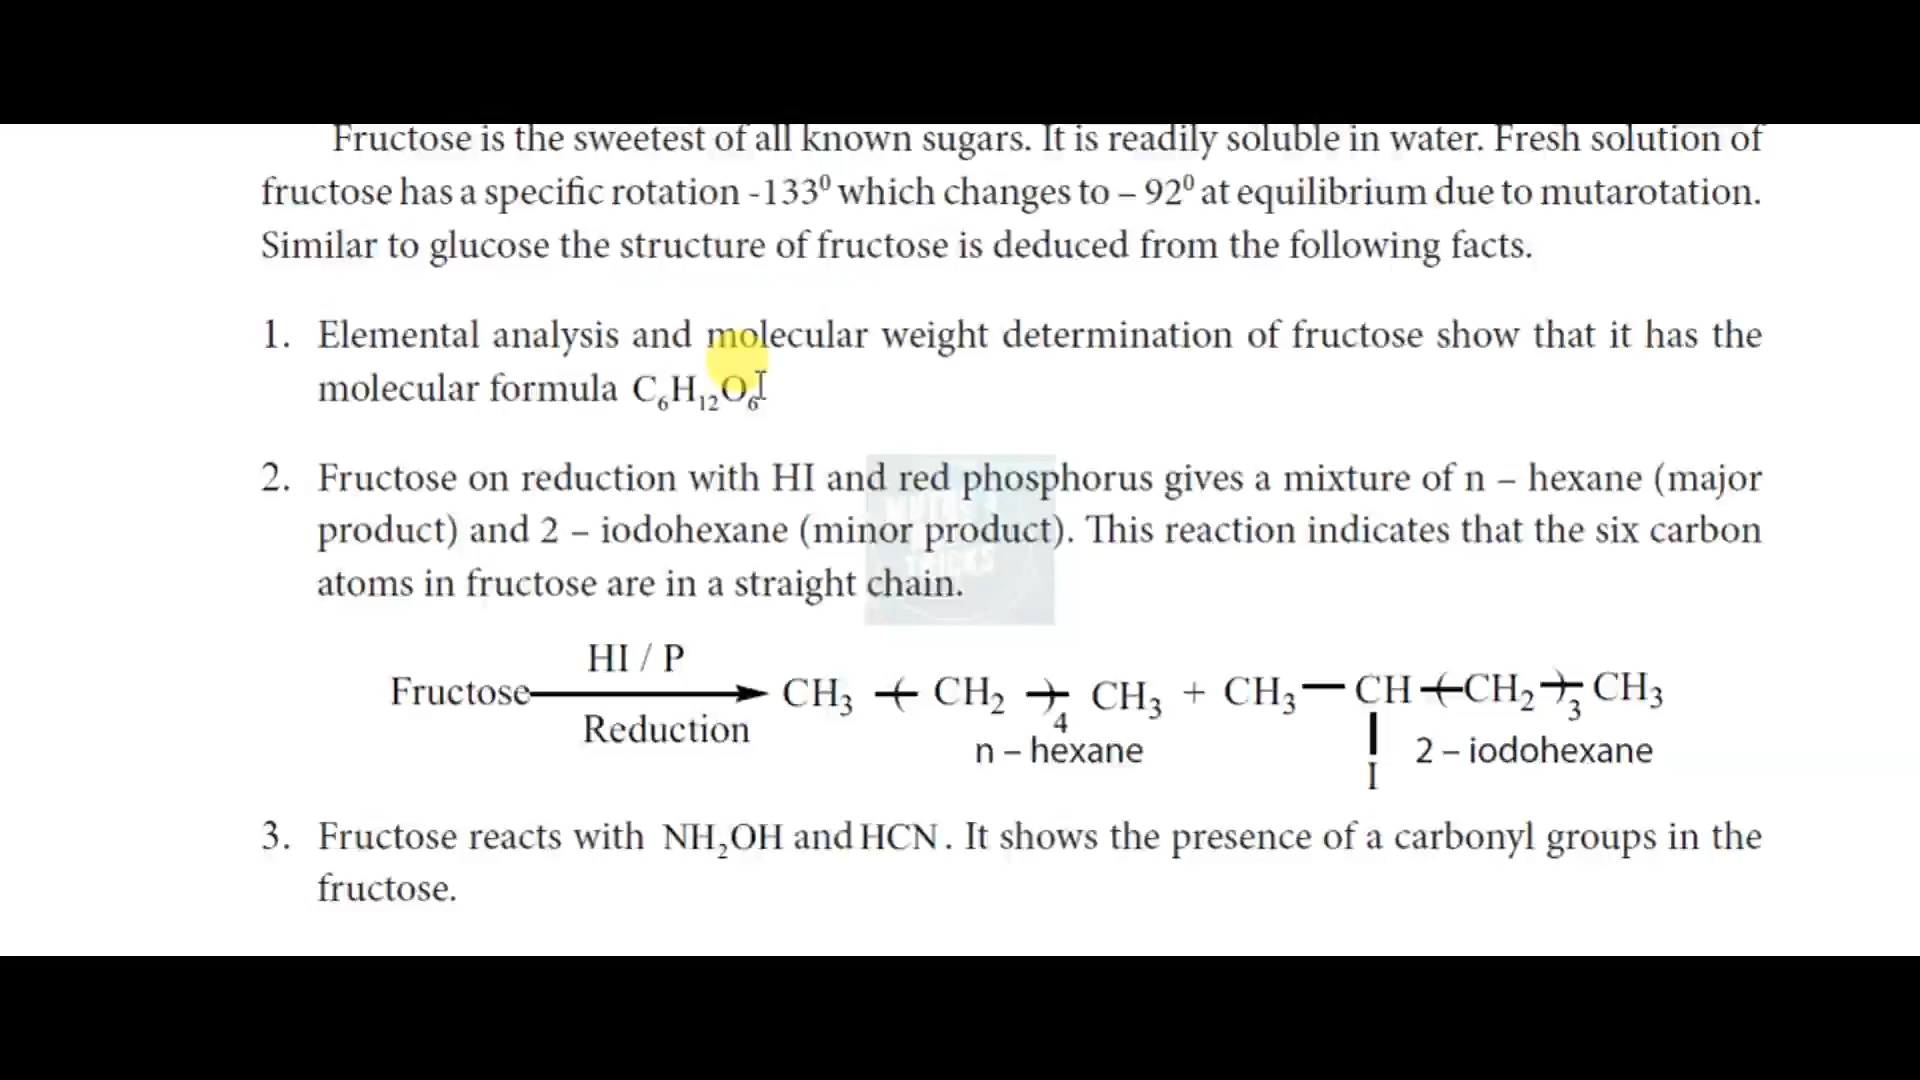 Fructose is the sweetest of all known sugars. It is readily soluble in water. Fresh solution of
fructose has a specific rotation -133⁰ which changes to – 92⁰ at equilibrium due to mutarotation.
Similar to glucose the structure of fructose is deduced from the following facts.
1. Elemental analysis and molecular weight determination of fructose show that it has the
molecular formula C₆H₁₂O₆
2. Fructose on reduction with HI and red phosphorus gives a mixture of n – hexane (major
product) and 2 – iodohexane (minor product). This reaction indicates that the six carbon
atoms in fructose are in a straight chain.
HI / P
Fructose → CH₃ —( CH₂ )—₄ CH₃ + CH₃ — CH —(CH₂)—₃ CH₃
Reduction
n – hexane 2 – iodohexane
I
3. Fructose reacts with NH₂OH and HCN. It shows the presence of a carbonyl groups in the
fructose.
TRICKS